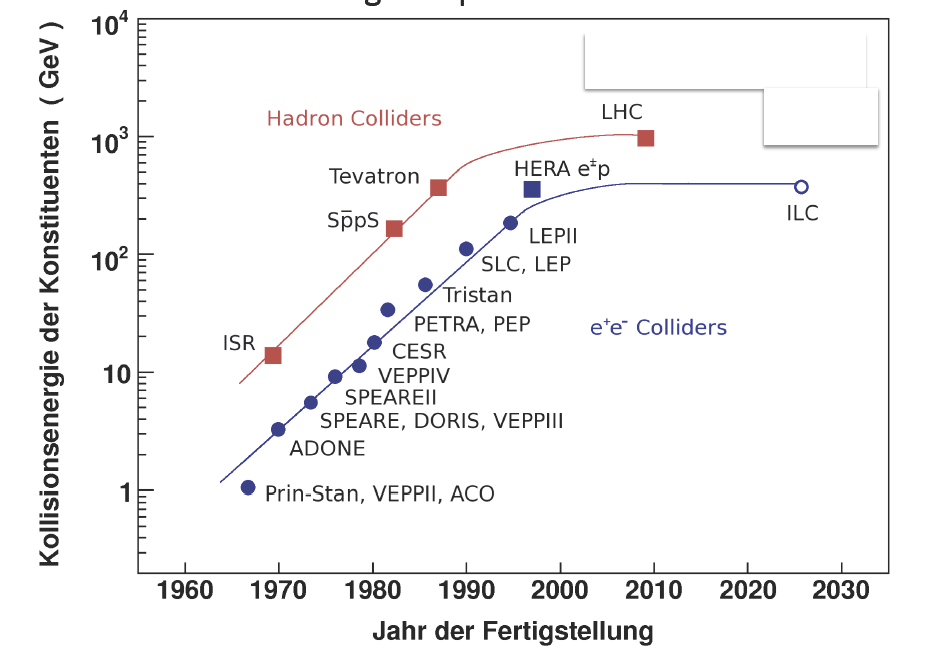 10⁴
10³
10²
10
1
Kollisionsenergie der Konstituenten ( GeV )
Hadron Colliders
LHC
Tevatron
HERA e±p
Sp̄pS
ILC
LEPII
SLC, LEP
Tristan
PETRA, PEP
e⁺e⁻ Colliders
ISR
CESR
VEPPIV
SPEAREII
SPEARE, DORIS, VEPPIII
ADONE
Prin-Stan, VEPPII, ACO
1960 1970 1980 1990 2000 2010 2020 2030
Jahr der Fertigstellung